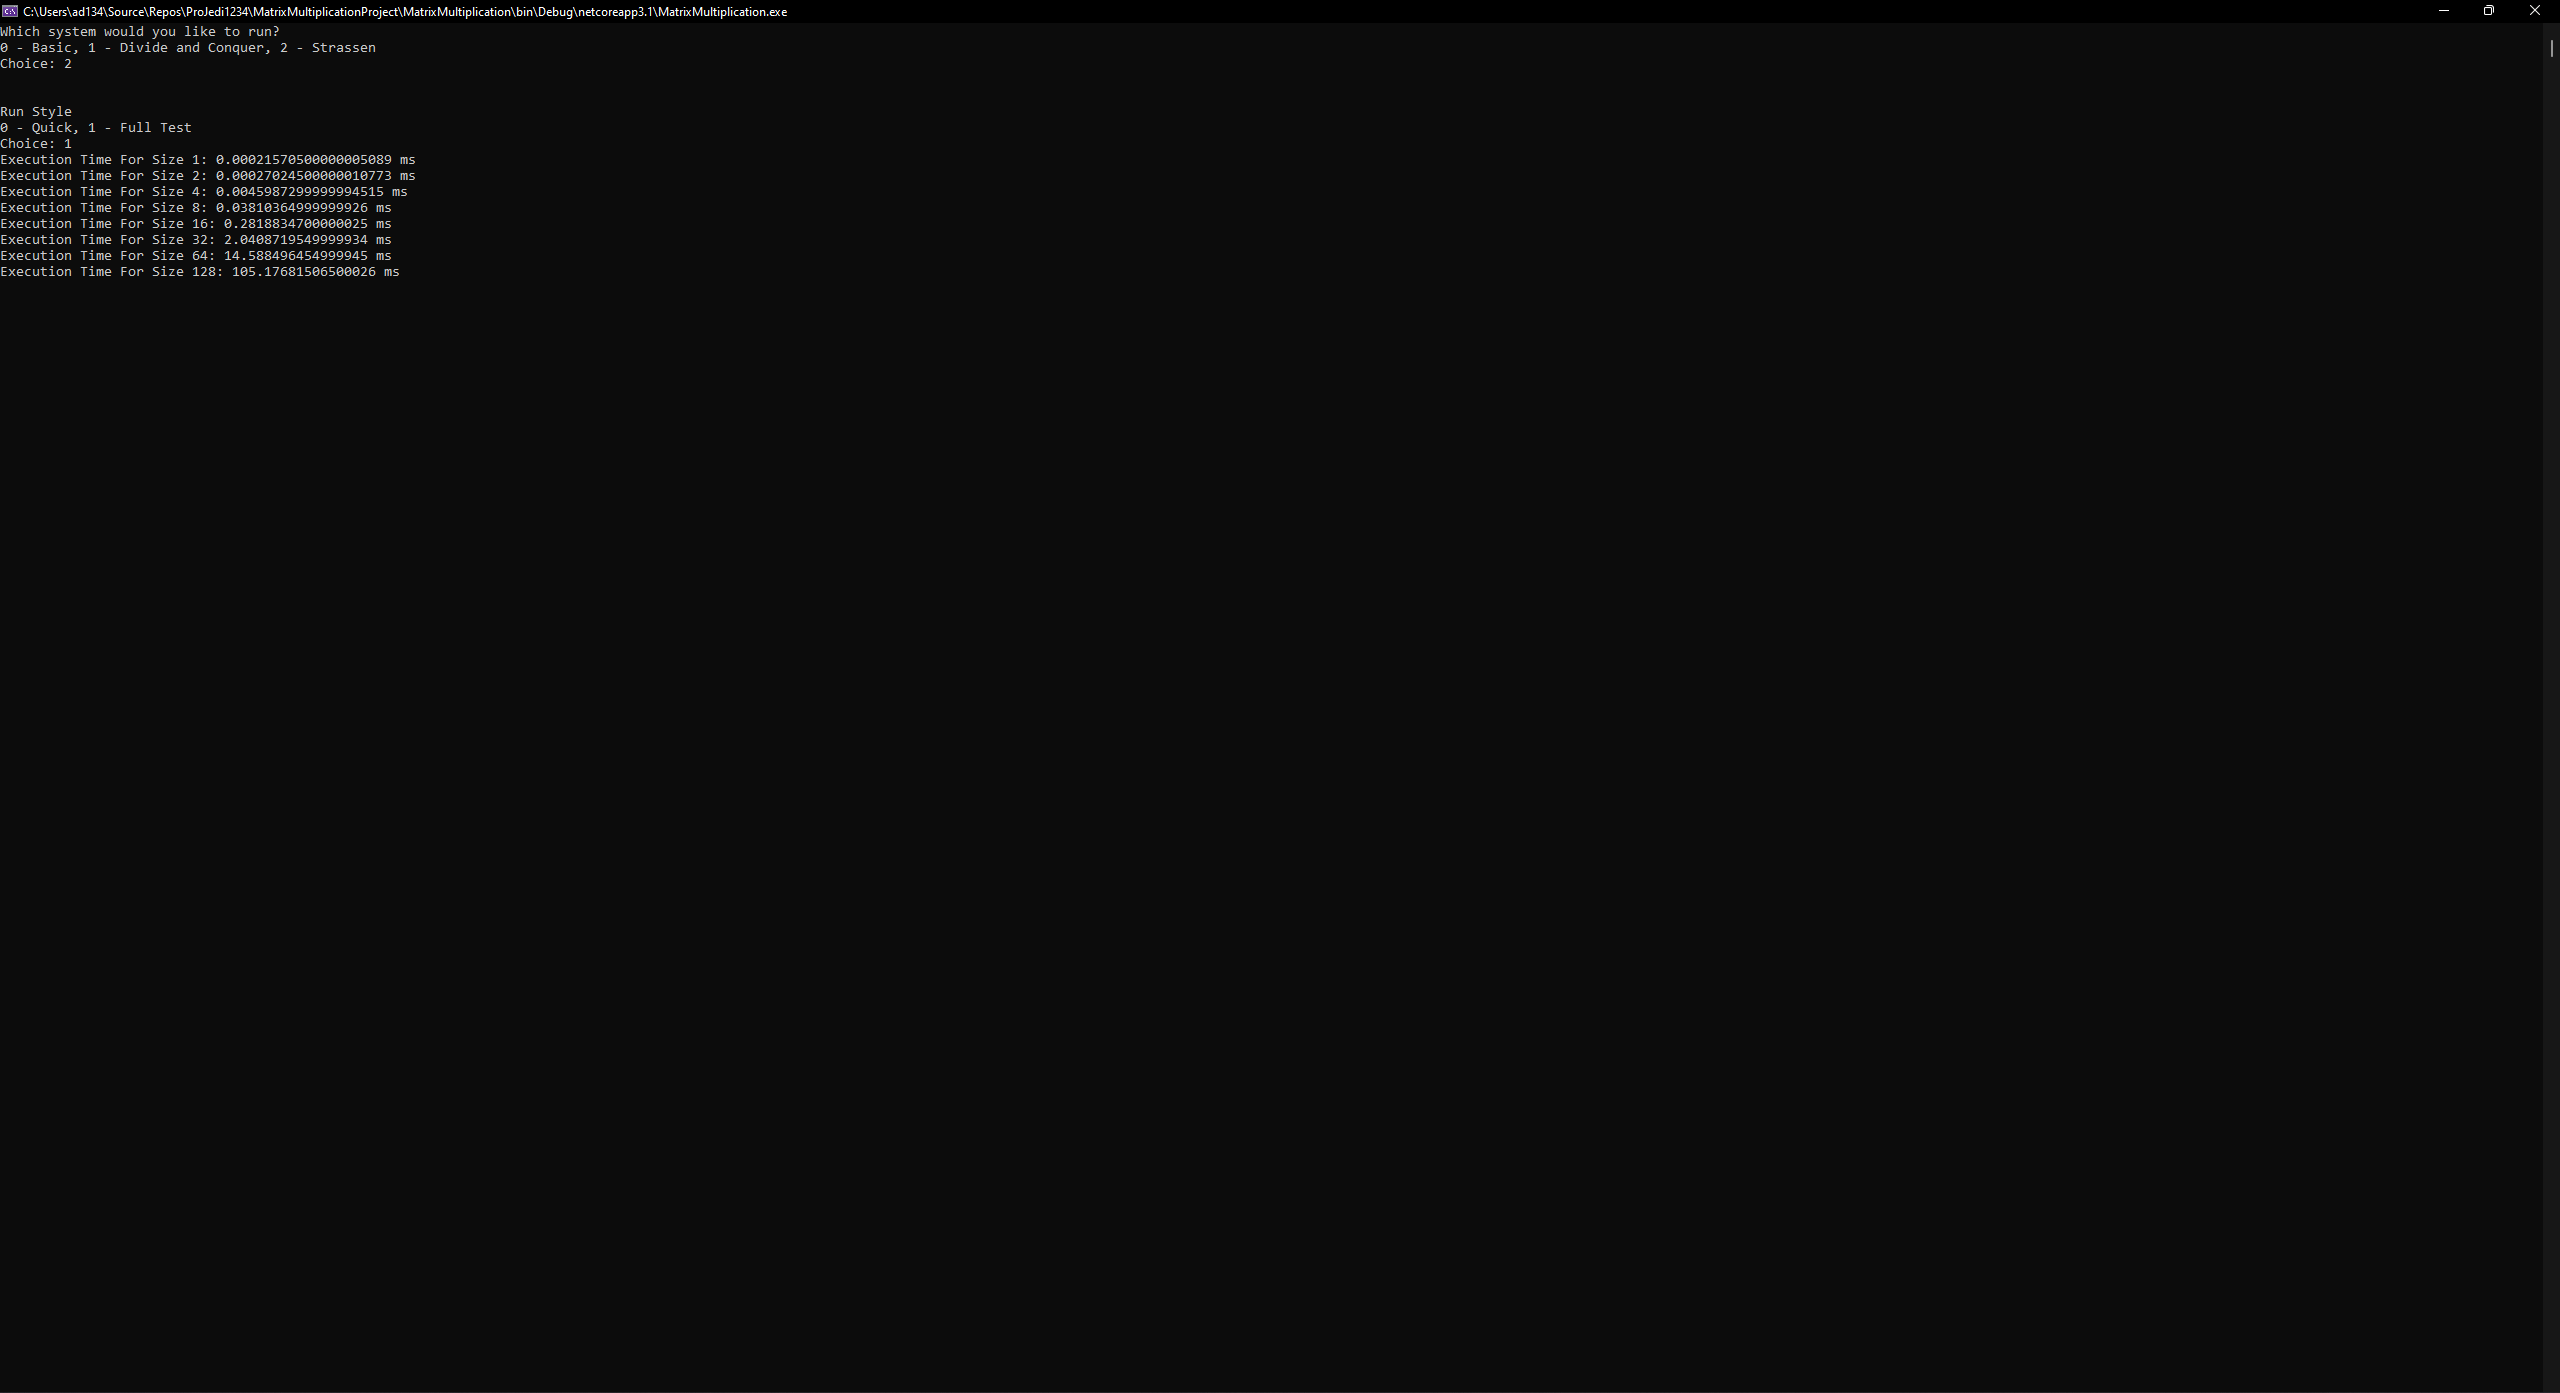 C:\Users\ad134\Source\Repos\ProJedi1234\MatrixMultiplicationProject\MatrixMultiplication\bin\Debug\netcoreapp3.1\MatrixMultiplication.exe
Which system would you like to run?
0 - Basic, 1 - Divide and Conquer, 2 - Strassen
Choice: 2
Run Style
0 - Quick, 1 - Full Test
Choice: 1
Execution Time For Size 1: 0.00021570500000005089 ms
Execution Time For Size 2: 0.00027024500000010773 ms
Execution Time For Size 4: 0.0045987299999994515 ms
Execution Time For Size 8: 0.03810364999999926 ms
Execution Time For Size 16: 0.2818834700000025 ms
Execution Time For Size 32: 2.0408719549999934 ms
Execution Time For Size 64: 14.588496454999945 ms
Execution Time For Size 128: 105.17681506500026 ms